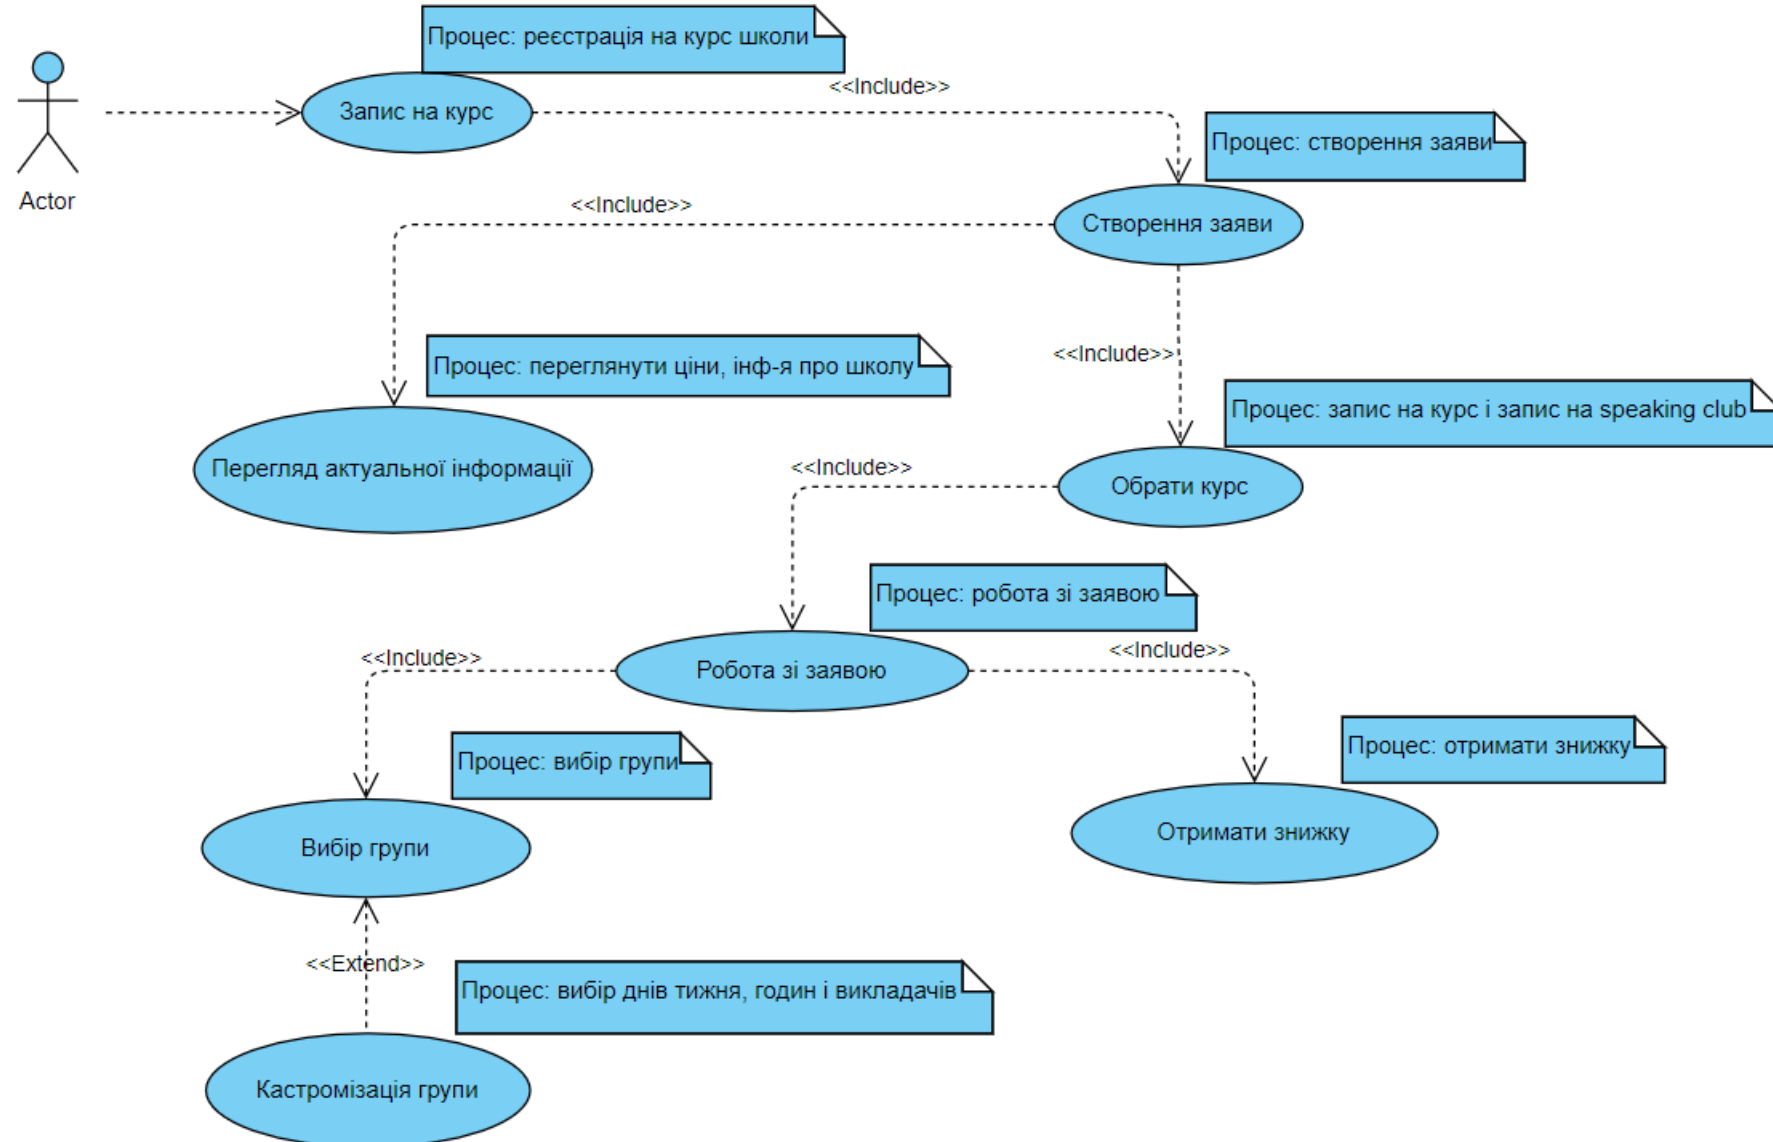 Процес: реєстрація на курс школи
<<Include>>
Запис на курс
Процес: створення заяви
Actor
<<Include>>
Створення заяви
<<Include>>
Процес: переглянути ціни, інф-я про школу
Процес: запис на курс і запис на speaking club
Перегляд актуальної інформації
<<Include>>
Обрати курс
Процес: робота зі заявою
<<Include>>
Робота зі заявою
<<Include>>
Процес: вибір групи
Процес: отримати знижку
Вибір групи
Отримати знижку
<<Extend>>
Процес: вибір днів тижня, годин і викладачів
Кастромізація групи